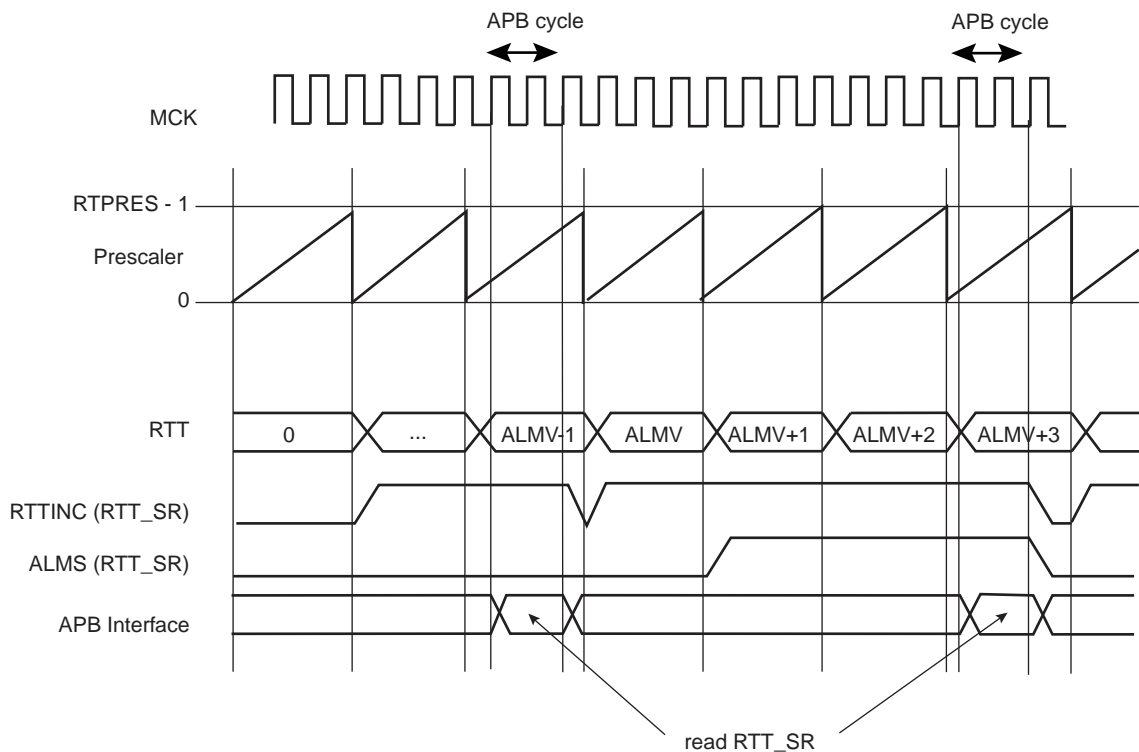 APB cycle APB cycle
MCK
RTPRES - 1
Prescaler
0
RTT 0 ... ALMV-1 ALMV ALMV+1 ALMV+2 ALMV+3
RTTINC (RTT_SR)
ALMS (RTT_SR)
APB Interface
read RTT_SR